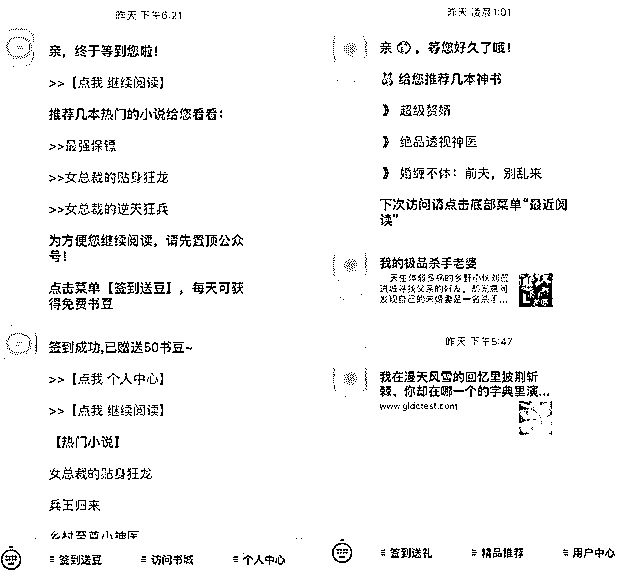 昨天 下午6:21
亲，终于等到您啦！
>>【点我 继续阅读】
推荐几本热门的小说给您看看：
>>最强保镖
>>女总裁的贴身狂龙
>>女总裁的逆天狂兵
为方便您继续阅读，请先置顶公众
号！
点击菜单【签到送豆】，每天可获
得免费书豆
签到成功,已赠送50书豆~
>>【点我 个人中心】
>>【点我 继续阅读】
【热门小说】
女总裁的贴身狂龙
兵王归来
乡村至尊小神医
≡ 签到送豆
≡ 访问书城
≡ 个人中心
昨天 凌晨1:01
亲 ，等您好久了哦！
给您推荐几本神书
》 超级赘婿
》 绝品透视神医
》 婚缠不休：前夫，别乱来
下次访问请点击底部菜单“最近阅
读”
我的极品杀手老婆
发现自己的未婚妻是一名杀手...
昨天 下午5:47
我在漫天风雪的回忆里披荆斩
棘、你却在哪一个的字典里演...
www.gldctest.com
≡ 签到送礼
≡ 精品推荐
≡ 用户中心